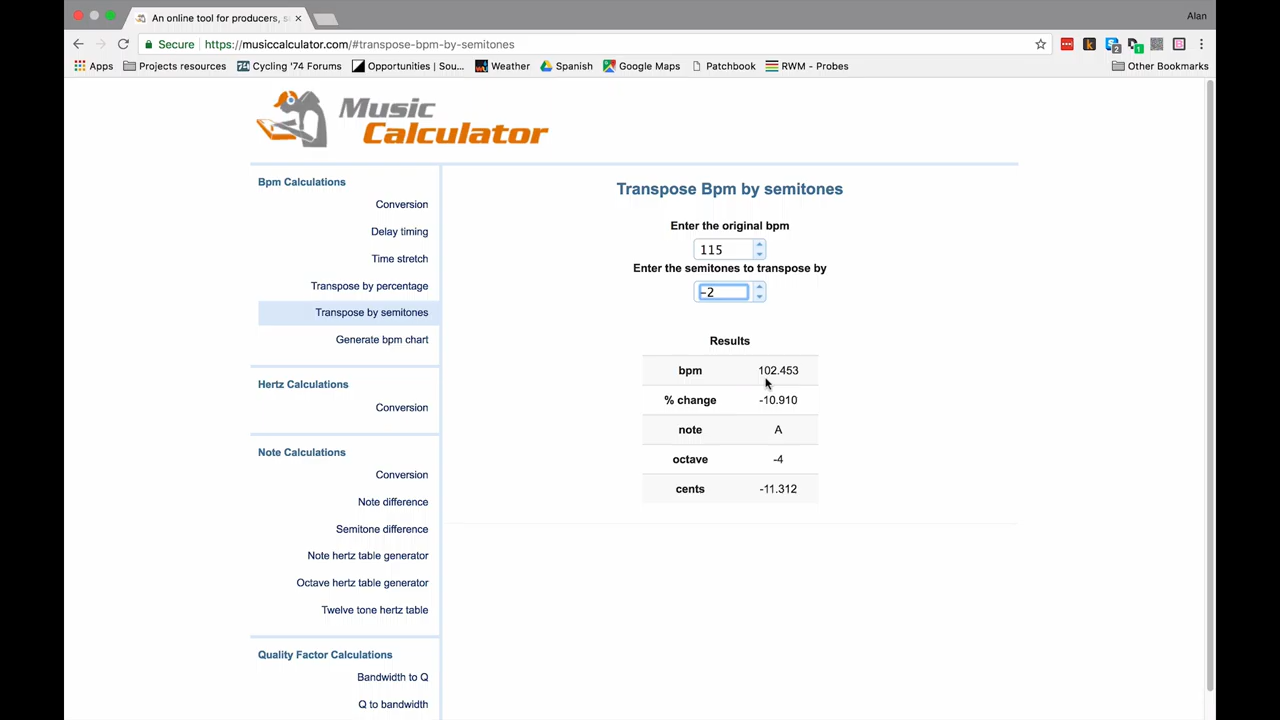 An online tool for producers, s
Alan
Secure
https://musiccalculator.com/#transpose-bpm-by-semitones
Apps
Projects resources
Cycling '74 Forums
Opportunities | Sou...
Weather
Spanish
Google Maps
Patchbook
RWM - Probes
Other Bookmarks
Music
Calculator
Bpm Calculations
Conversion
Delay timing
Time stretch
Transpose by percentage
Transpose by semitones
Generate bpm chart
Hertz Calculations
Conversion
Note Calculations
Conversion
Note difference
Semitone difference
Note hertz table generator
Octave hertz table generator
Twelve tone hertz table
Quality Factor Calculations
Bandwidth to Q
Q to bandwidth
Transpose Bpm by semitones
Enter the original bpm
115
Enter the semitones to transpose by
-2
Results
bpm 102.453
% change -10.910
note A
octave -4
cents -11.312